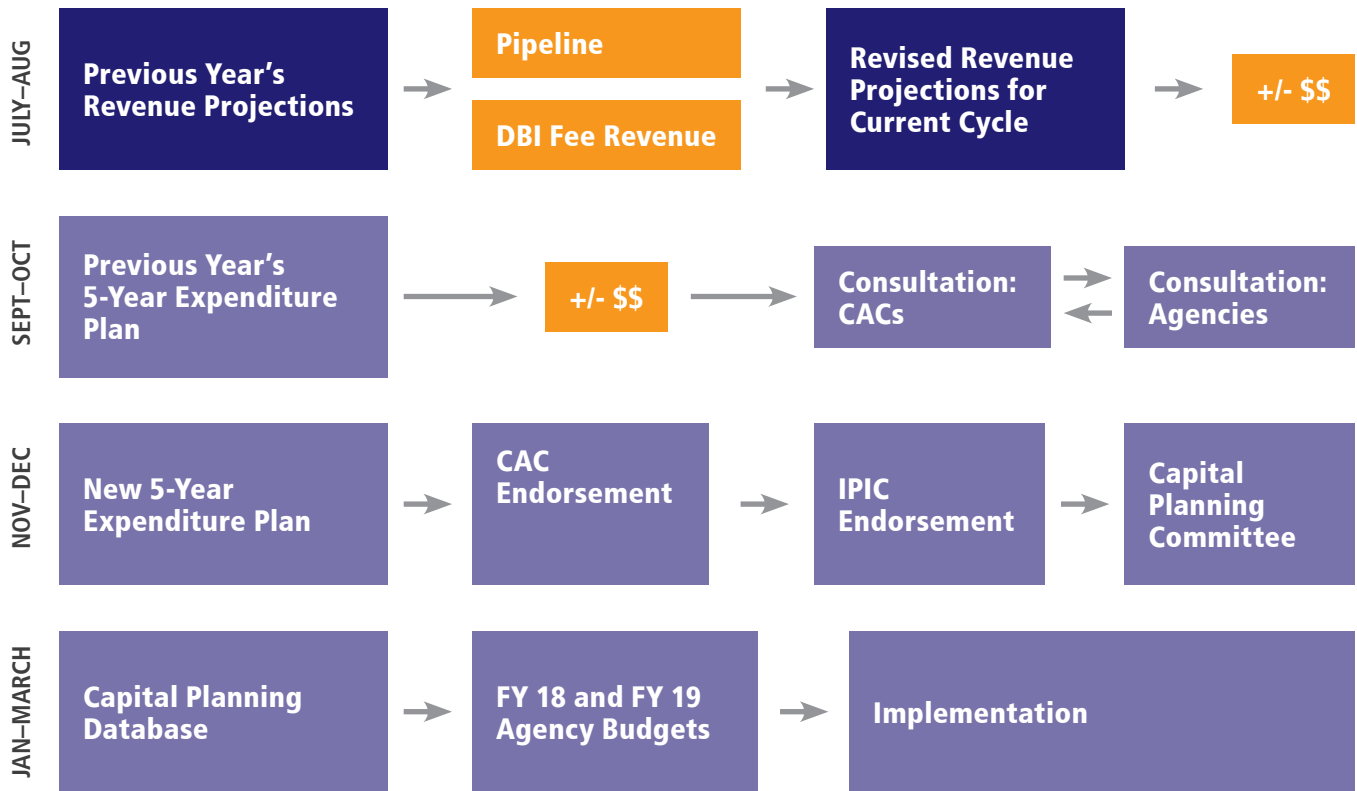 JULY–AUG
Previous Year's
Revenue Projections
Pipeline
DBI Fee Revenue
Revised Revenue
Projections for
Current Cycle
+/- $$
SEPT–OCT
Previous Year's
5-Year Expenditure
Plan
+/- $$
Consultation:
CACs
Consultation:
Agencies
NOV–DEC
New 5-Year
Expenditure Plan
CAC
Endorsement
IPIC
Endorsement
Capital
Planning
Committee
JAN–MARCH
Capital Planning
Database
FY 18 and FY 19
Agency Budgets
Implementation